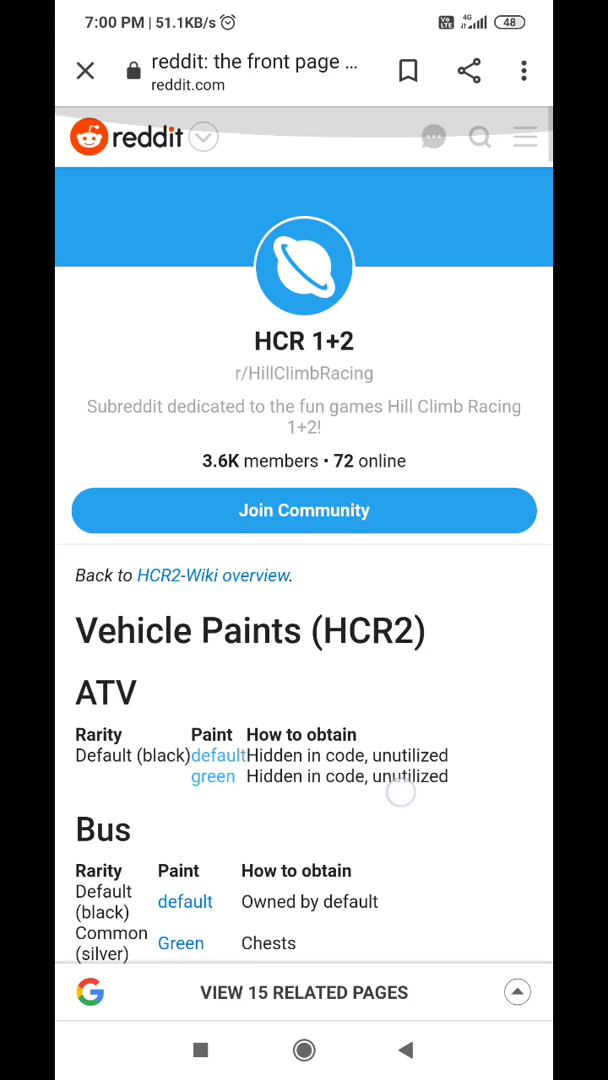 7:00 PM | 51.1KB/s
Vo LTE 4G 48
reddit: the front page ...
reddit.com
reddit
HCR 1+2
r/HillClimbRacing
Subreddit dedicated to the fun games Hill Climb Racing
1+2!
3.6K members • 72 online
Join Community
Back to HCR2-Wiki overview.
Vehicle Paints (HCR2)
ATV
Rarity Paint How to obtain
Default (black) default Hidden in code, unutilized
green Hidden in code, unutilized
Bus
Rarity Paint How to obtain
Default
(black) default Owned by default
Common
(silver) Green Chests
VIEW 15 RELATED PAGES